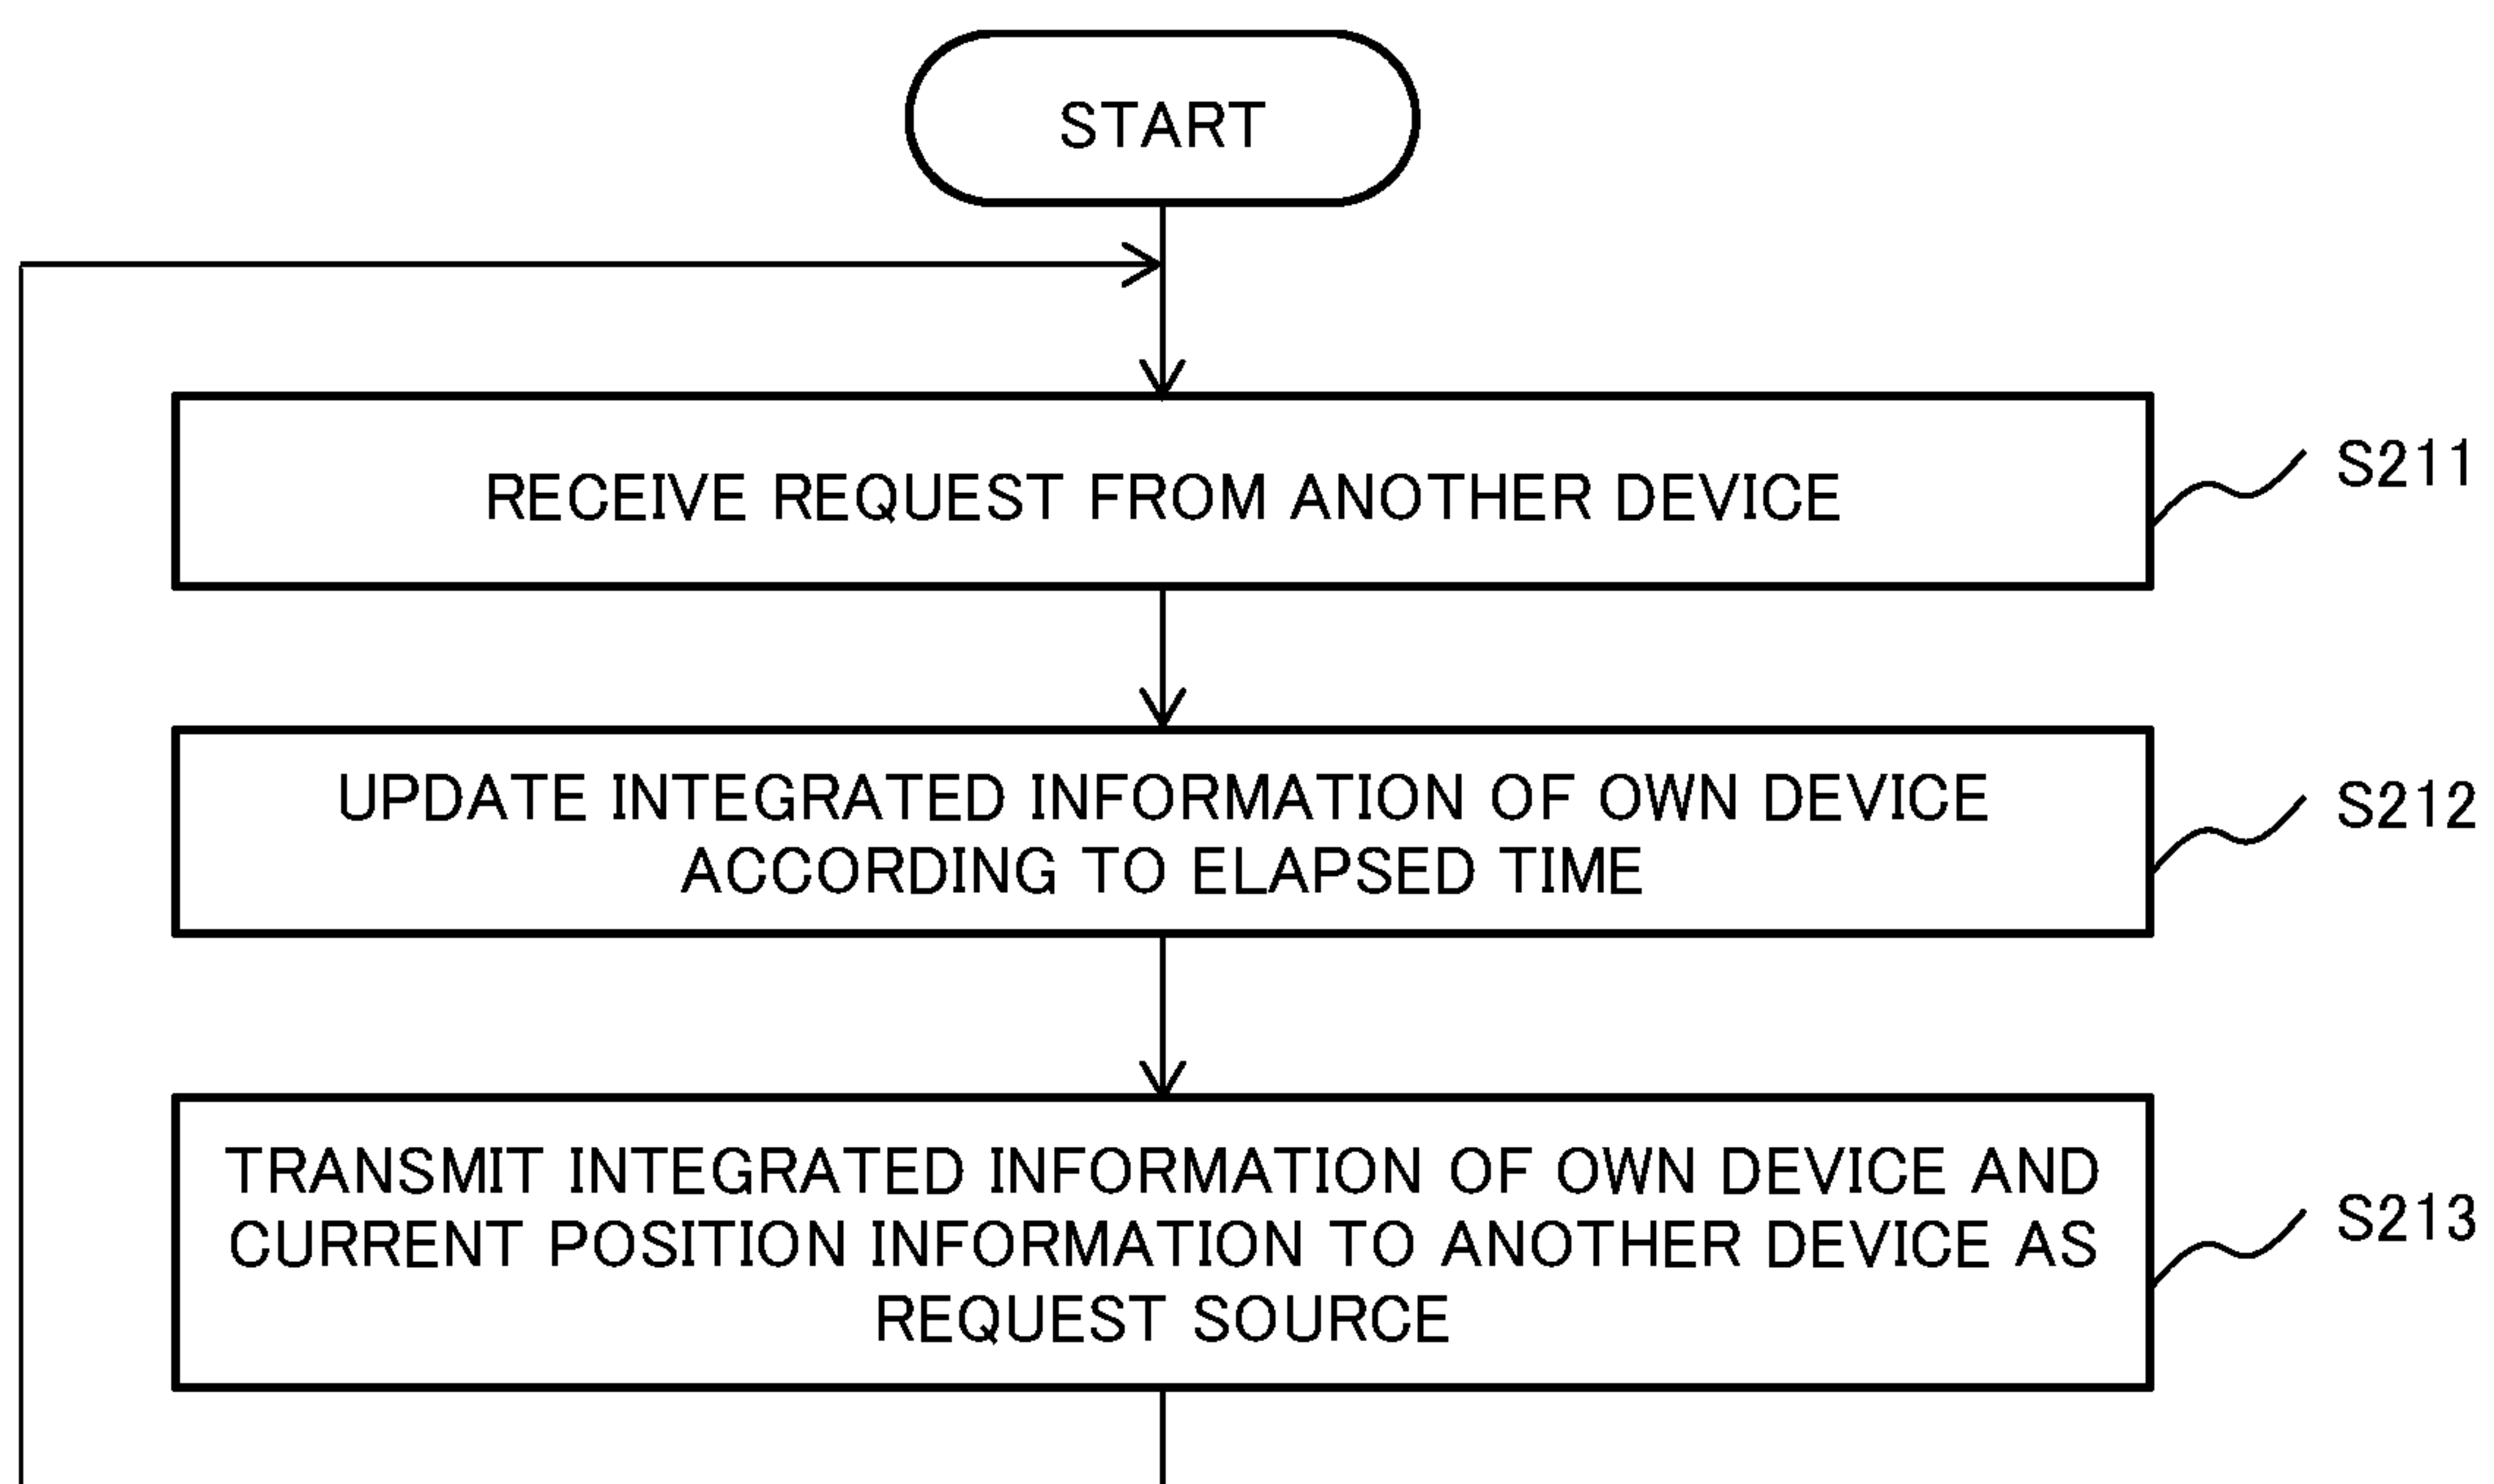 START
RECEIVE REQUEST FROM ANOTHER DEVICE
S211
UPDATE INTEGRATED INFORMATION OF OWN DEVICE
ACCORDING TO ELAPSED TIME
S212
TRANSMIT INTEGRATED INFORMATION OF OWN DEVICE AND
CURRENT POSITION INFORMATION TO ANOTHER DEVICE AS
REQUEST SOURCE
S213